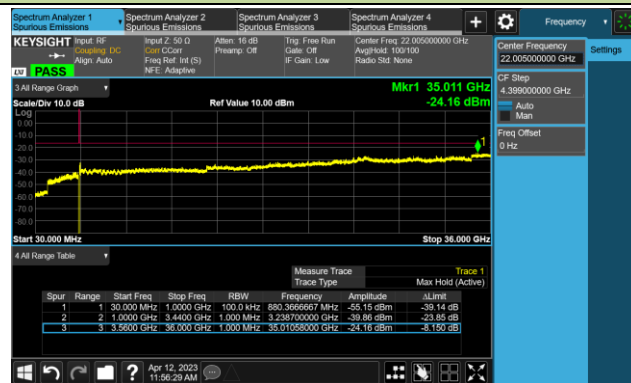 Spectrum Analyzer 1
Spurious Emissions
Spectrum Analyzer 2
Spurious Emissions
Spectrum Analyzer 3
Spurious Emissions
Spectrum Analyzer 4
Spurious Emissions
+
Frequency
KEYSIGHT
Input: RF
Coupling: DC
Align: Auto
Input Z: 50 Ω
Corr CCorr
Freq Ref: Int (S)
NFE: Adaptive
Atten: 16 dB
Preamp: Off
Trig: Free Run
Gate: Off
IF Gain: Low
Center Freq: 22.005000000 GHz
Avg|Hold: 100/100
Radio Std: None
LXI PASS
Center Frequency
22.005000000 GHz
Settings
CF Step
4.399000000 GHz
Auto
Man
Freq Offset
0 Hz
3 All Range Graph
Mkr1 35.011 GHz
Scale/Div 10.0 dB
Ref Value 10.00 dBm
-24.16 dBm
Log
0.00
-10.0
-20.0
-30.0
-40.0
-50.0
-60.0
-70.0
-80.0
1
Start 30.000 MHz
Stop 36.000 GHz
4 All Range Table
Measure Trace Trace 1
Trace Type Max Hold (Active)
Spur Range Start Freq Stop Freq RBW Frequency Amplitude ΔLimit
1 1 30.000 MHz 1.0000 GHz 100.0 kHz 880.3666667 MHz -55.15 dBm -39.14 dB
2 2 1.0000 GHz 3.4400 GHz 1.000 MHz 3.238700000 GHz -39.86 dBm -23.85 dB
3 3 3.5600 GHz 36.000 GHz 1.000 MHz 35.01058000 GHz -24.16 dBm -8.150 dB
?
Apr 12, 2023
11:56:29 AM